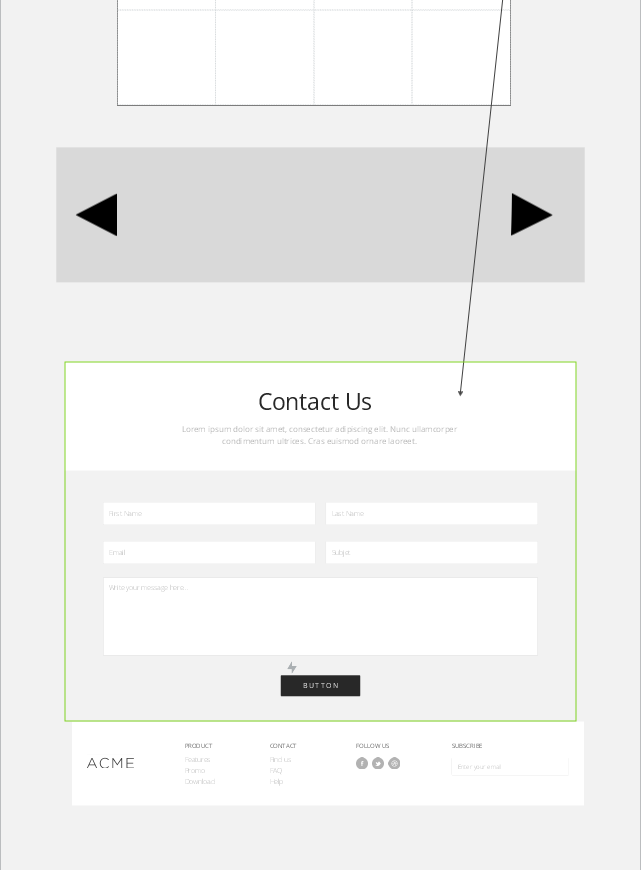 Contact Us
Lorem ipsum dolor sit amet, consectetur adipiscing elit. Nunc ullamcorper
condimentum ultrices. Cras euismod ornare laoreet.
First Name
Last Name
Email
Subject
Write your message here...
BUTTON
ACME
PRODUCT
Features
Promo
Download
CONTACT
Find us
FAQ
Help
FOLLOW US
SUBSCRIBE
Enter your email